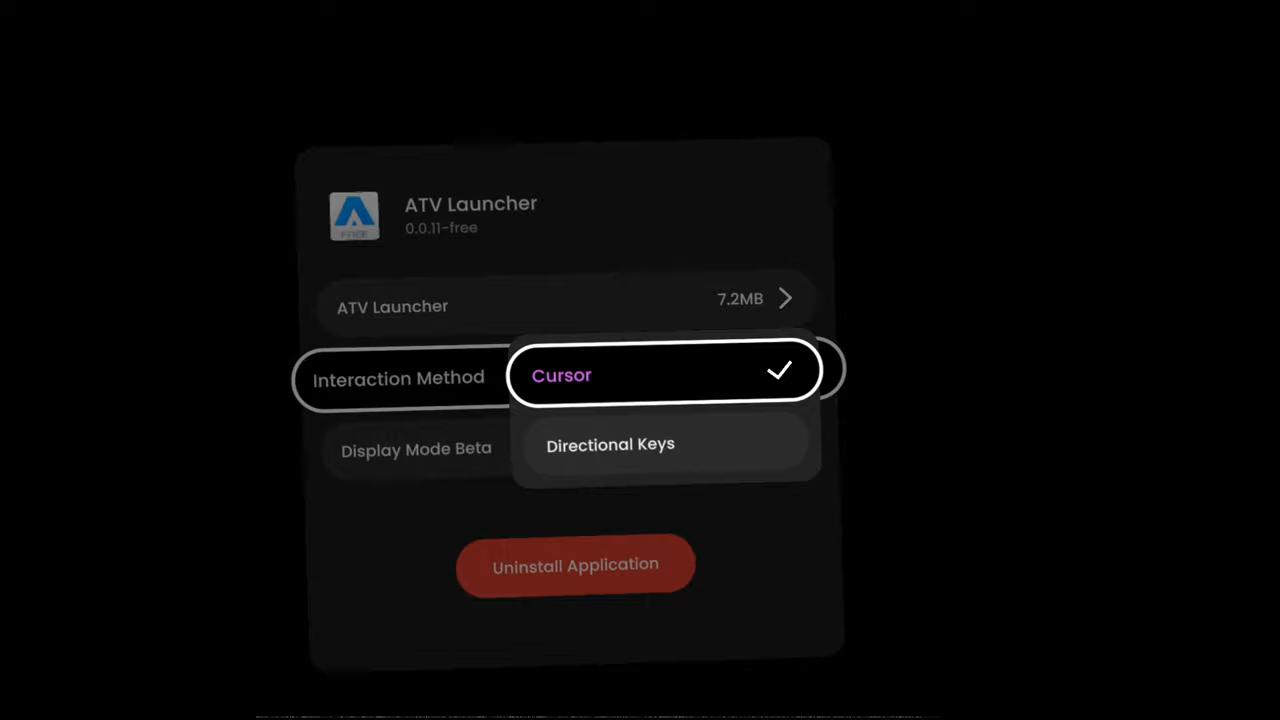 ATV Launcher
0.0.11-free
FREE
ATV Launcher 7.2MB
Interaction Method
Cursor
Display Mode Beta
Directional Keys
Uninstall Application